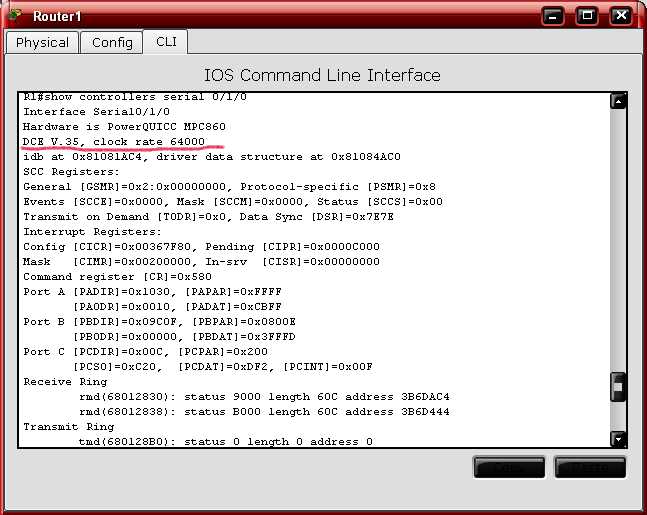 Router1
Physical
Config
CLI
IOS Command Line Interface
R1#show controllers serial 0/1/0
Interface Serial0/1/0
Hardware is PowerQUICC MPC860
DCE V.35, clock rate 64000
idb at 0x81081AC4, driver data structure at 0x81084AC0
SCC Registers:
General [GSMR]=0x2:0x00000000, Protocol-specific [PSMR]=0x8
Events [SCCE]=0x0000, Mask [SCCM]=0x0000, Status [SCCS]=0x00
Transmit on Demand [TODR]=0x0, Data Sync [DSR]=0x7E7E
Interrupt Registers:
Config [CICR]=0x00367F80, Pending [CIPR]=0x0000C000
Mask   [CIMR]=0x00200000, In-srv  [CISR]=0x00000000
Command register [CR]=0x580
Port A [PADIR]=0x1030, [PAPAR]=0xFFFF
       [PAODR]=0x0010, [PADAT]=0xCBFF
Port B [PBDIR]=0x09C0F, [PBPAR]=0x0800E
       [PBODR]=0x00000, [PBDAT]=0x3FFFD
Port C [PCDIR]=0x00C, [PCPAR]=0x200
       [PCSO]=0xC20,  [PCDAT]=0xDF2, [PCINT]=0x00F
Receive Ring
        rmd(68012830): status 9000 length 60C address 3B6DAC4
        rmd(68012838): status B000 length 60C address 3B6D444
Transmit Ring
        tmd(680128B0): status 0 length 0 address 0
Copy
Paste